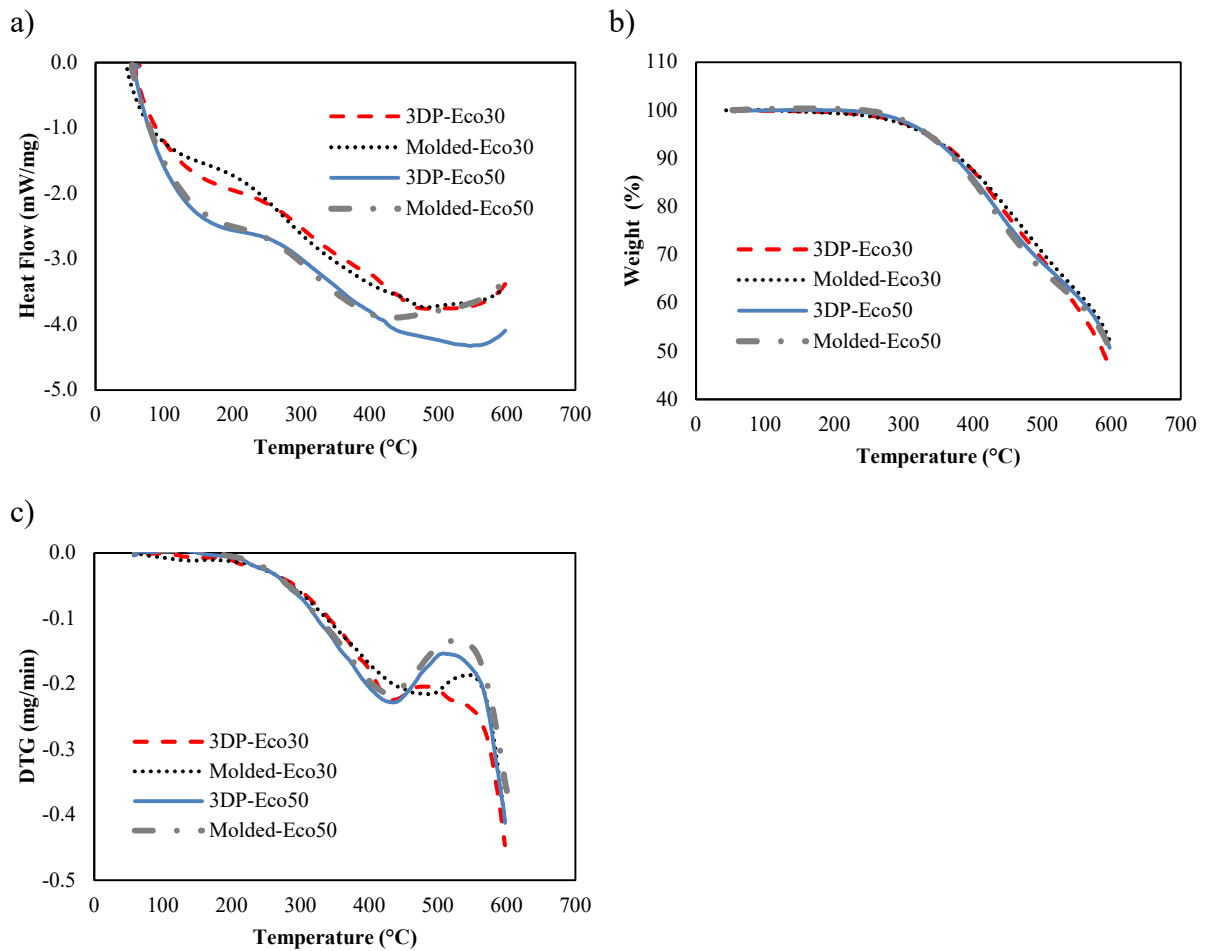 a)
0.0
-1.0
-2.0
-3.0
-4.0
-5.0
Heat Flow (mW/mg)
3DP-Eco30
Molded-Eco30
3DP-Eco50
Molded-Eco50
0 100 200 300 400 500 600 700
Temperature (°C)
b)
110
100
90
80
70
60
50
40
Weight (%)
3DP-Eco30
Molded-Eco30
3DP-Eco50
Molded-Eco50
0 100 200 300 400 500 600 700
Temperature (°C)
c)
0.0
-0.1
-0.2
-0.3
-0.4
-0.5
DTG (mg/min)
3DP-Eco30
Molded-Eco30
3DP-Eco50
Molded-Eco50
0 100 200 300 400 500 600 700
Temperature (°C)